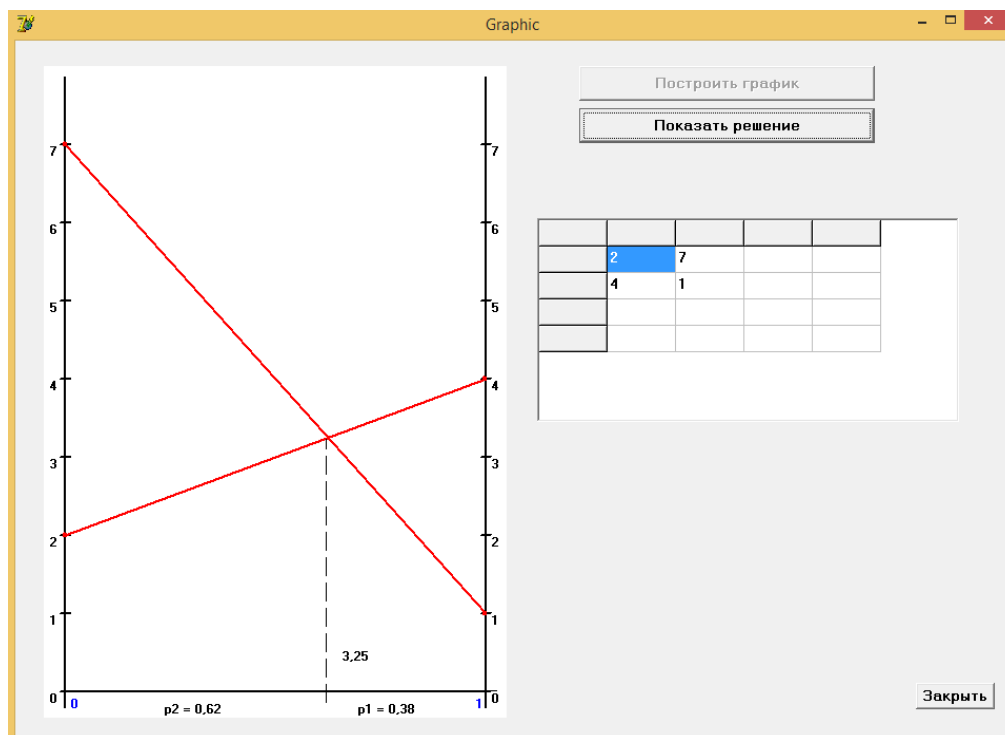 Graphic
Построить график
Показать решение
7 7
6 6
5 5
4 4
3 3
2 2
1 1
3,25
0 0
0 p2 = 0,62 p1 = 0,38 1
2 7
4 1
Закрыть